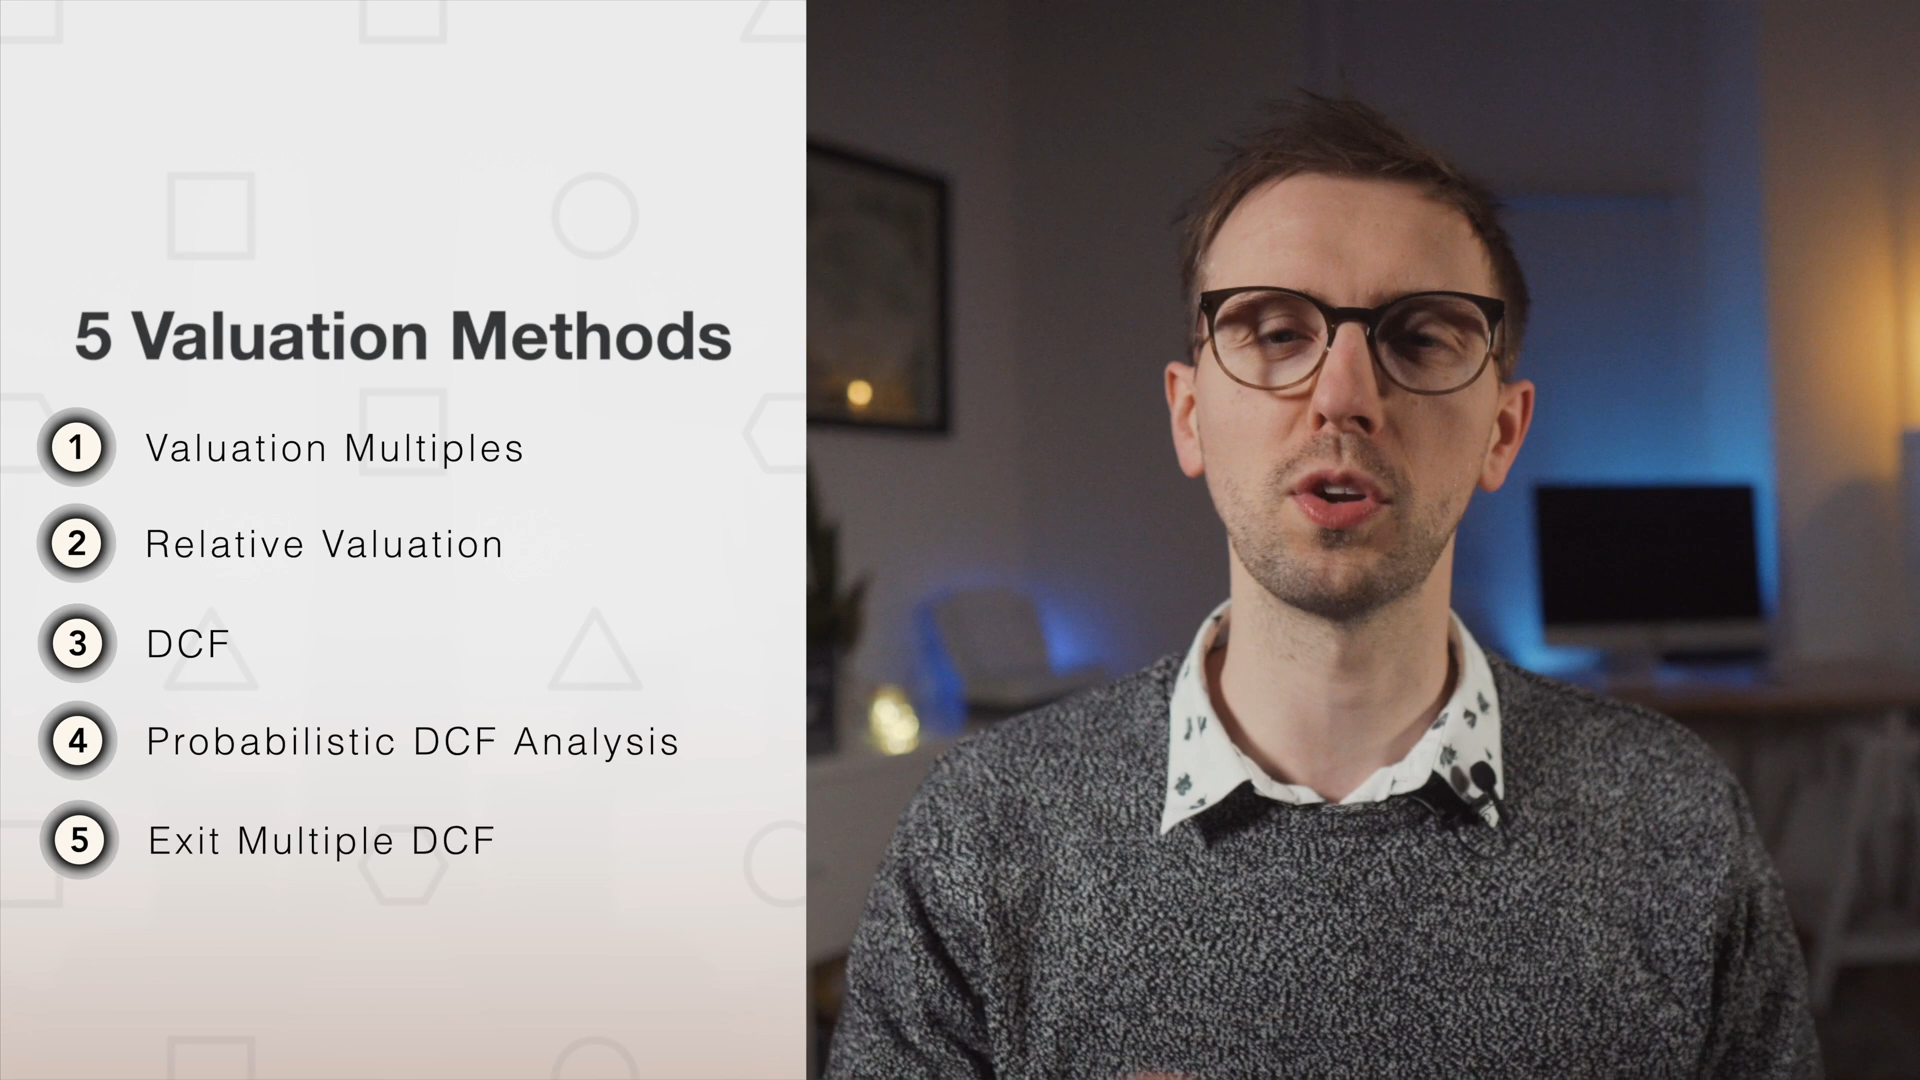 5 Valuation Methods
1 Valuation Multiples
2 Relative Valuation
3 DCF
4 Probabilistic DCF Analysis
5 Exit Multiple DCF